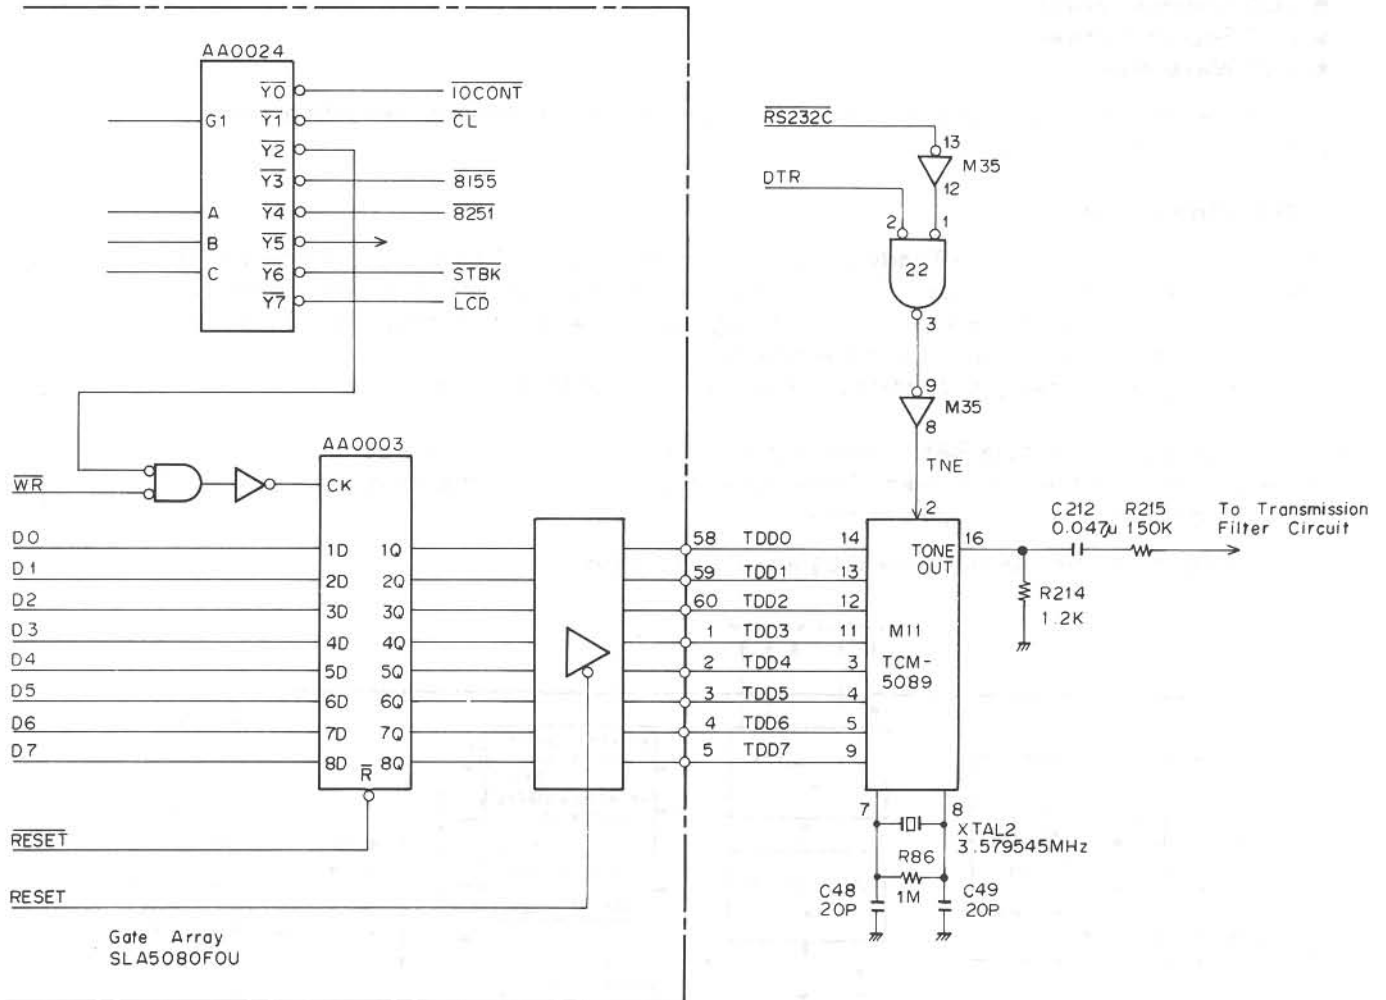 AA0024
G1
A
B
C
Y0
Y1
Y2
Y3
Y4
Y5
Y6
Y7
IOCONT
CL
8155
8251
STBK
LCD
RS232C
13
M35
12
DTR
2
1
22
3
9
M35
8
TNE
2
AA0003
WR
CK
D0
D1
D2
D3
D4
D5
D6
D7
1D
2D
3D
4D
5D
6D
7D
8D
R
1Q
2Q
3Q
4Q
5Q
6Q
7Q
8Q
RESET
RESET
Gate Array
SLA5080F0U
58 TDD0 14
59 TDD1 13
60 TDD2 12
1 TDD3 11
2 TDD4 3
3 TDD5 4
4 TDD6 5
5 TDD7 9
TONE
OUT
16
M11
TCM-
5089
C212 R215
0.047μ 150K
To Transmission
Filter Circuit
R214
1.2K
7
8
XTAL2
3.579545MHz
R86
1M
C48
20P
C49
20P